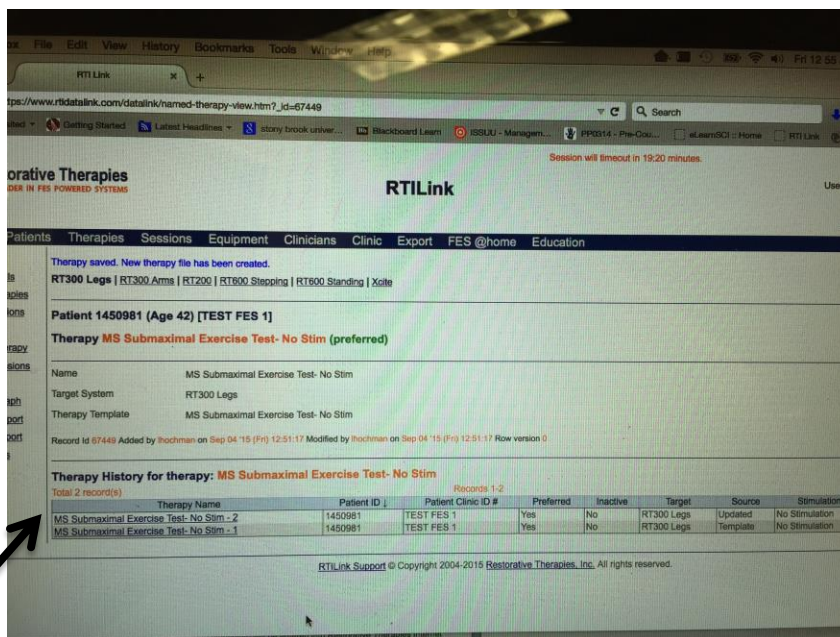 File Edit View History Bookmarks Tools Window Help
Fri 12:55
RTI Link × +
tps://www.rtidatalink.com/datalink/named-therapy-view.htm?_id=67449
Search
Getting Started Latest Headlines stony brook univer... Blackboard Learn ISSUU - Managem... PP0314 - Pre-Cou... eLearnSCI :: Home RTI Link
Session will timeout in 19:20 minutes.
orative Therapies
DER IN FES POWERED SYSTEMS
RTILink
Use
Patients Therapies Sessions Equipment Clinicians Clinic Export FES @home Education
Therapy saved. New therapy file has been created.
RT300 Legs | RT300 Arms | RT200 | RT600 Stepping | RT600 Standing | Xcite
Patient 1450981 (Age 42) [TEST FES 1]
Therapy MS Submaximal Exercise Test- No Stim (preferred)
Name MS Submaximal Exercise Test- No Stim
Target System RT300 Legs
Therapy Template MS Submaximal Exercise Test- No Stim
Record Id 67449 Added by lhochman on Sep 04 '15 (Fri) 12:51:17 Modified by lhochman on Sep 04 '15 (Fri) 12:51:17 Row version 0
Therapy History for therapy: MS Submaximal Exercise Test- No Stim
Total 2 record(s) Records 1-2
Therapy Name Patient ID ↓ Patient Clinic ID # Preferred Inactive Target Source Stimulation
MS Submaximal Exercise Test- No Stim - 2 1450981 TEST FES 1 Yes No RT300 Legs Updated No Stimulation
MS Submaximal Exercise Test- No Stim - 1 1450981 TEST FES 1 Yes No RT300 Legs Template No Stimulation
RTILink Support © Copyright 2004-2015 Restorative Therapies, Inc. All rights reserved.